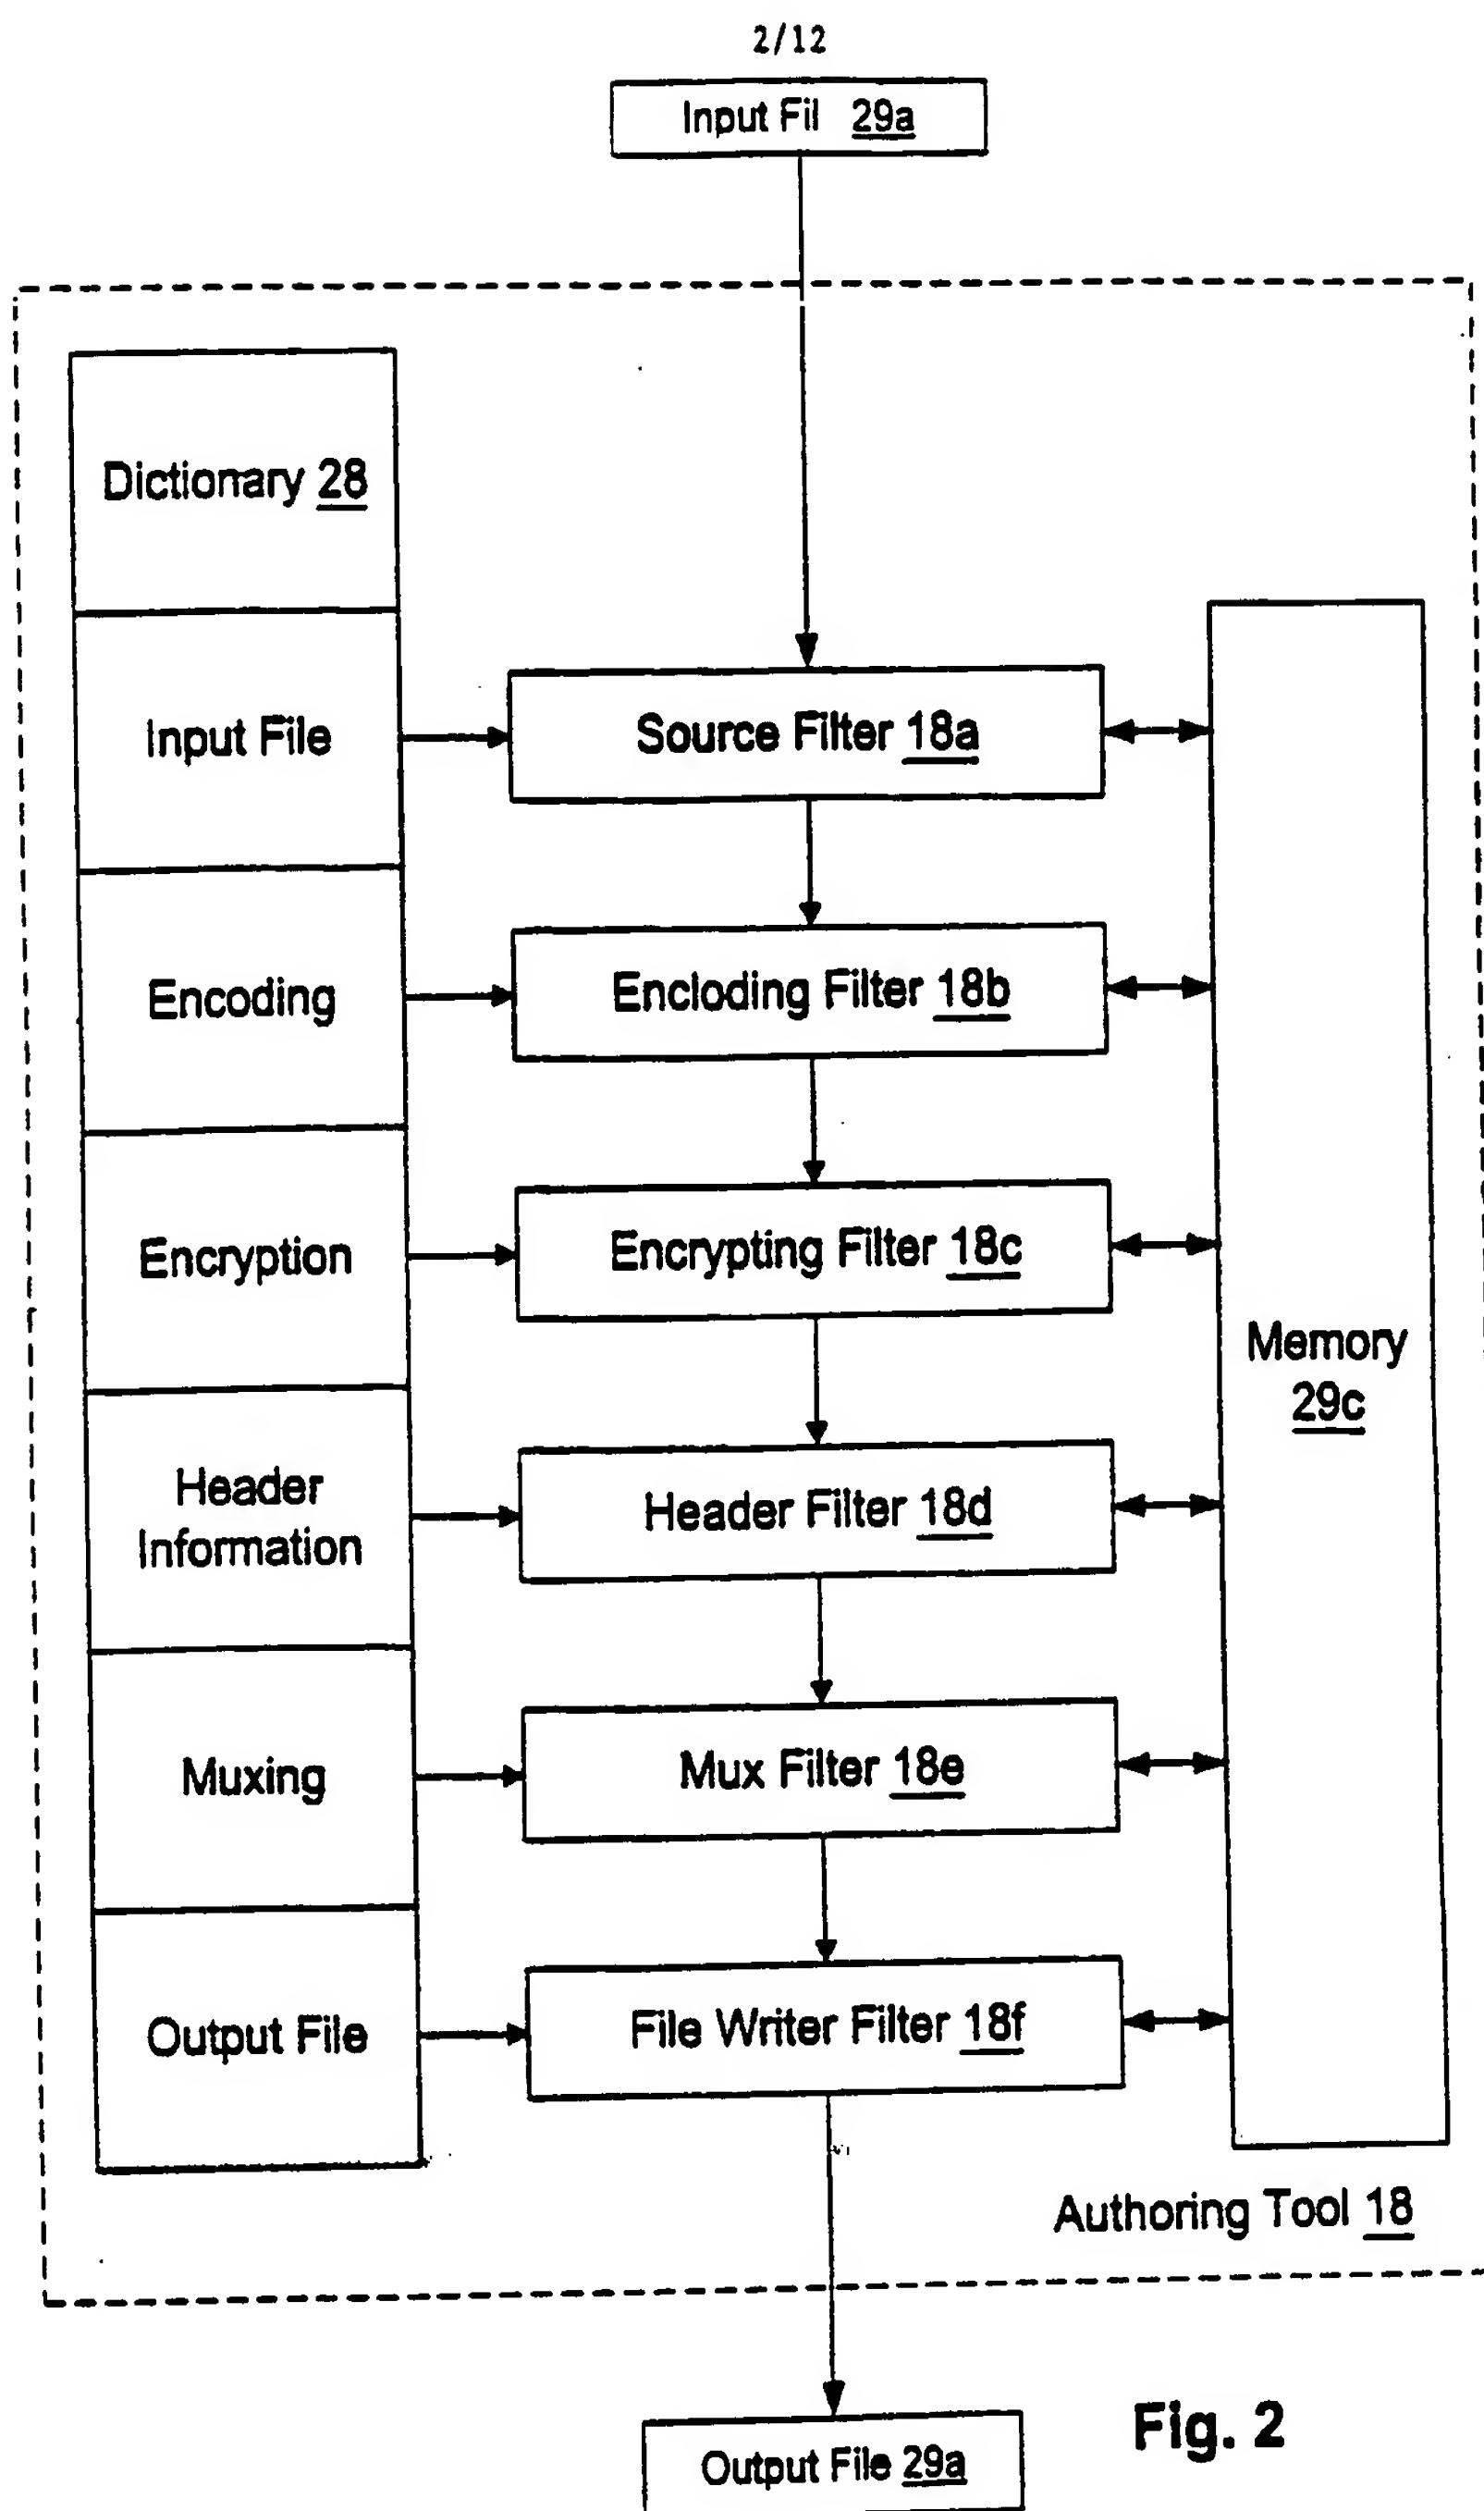 2/12
Input Fil 29a
Dictionary 28
Input File
Source Filter 18a
Encoding
Encloding Filter 18b
Encryption
Encrypting Filter 18c
Memory
29c
Header
Information
Header Filter 18d
Muxing
Mux Filter 18e
Output File
File Writer Filter 18f
Authoring Tool 18
Fig. 2
Output File 29a